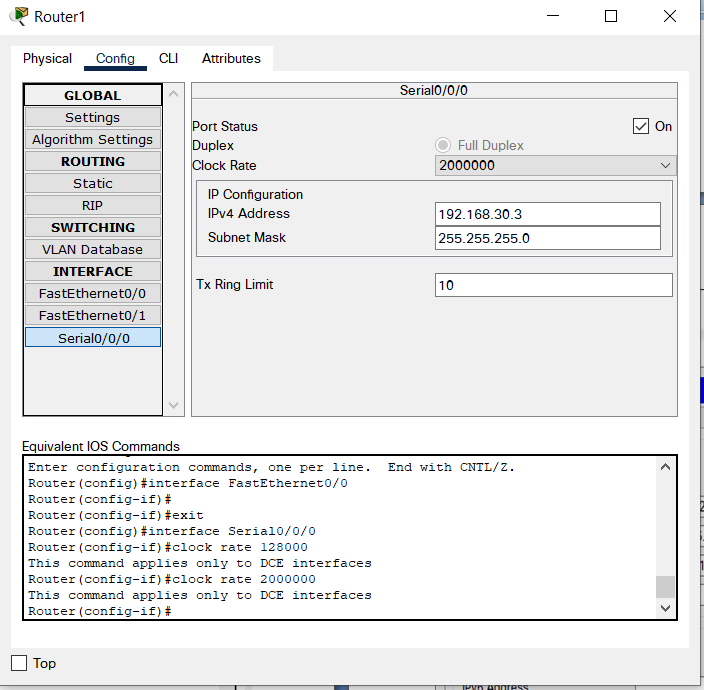 Router1
Physical Config CLI Attributes
GLOBAL
Settings
Algorithm Settings
ROUTING
Static
RIP
SWITCHING
VLAN Database
INTERFACE
FastEthernet0/0
FastEthernet0/1
Serial0/0/0
Serial0/0/0
Port Status On
Duplex Full Duplex
Clock Rate 2000000
IP Configuration
IPv4 Address 192.168.30.3
Subnet Mask 255.255.255.0
Tx Ring Limit 10
Equivalent IOS Commands
Enter configuration commands, one per line. End with CNTL/Z.
Router(config)#interface FastEthernet0/0
Router(config-if)#
Router(config-if)#exit
Router(config)#interface Serial0/0/0
Router(config-if)#clock rate 128000
This command applies only to DCE interfaces
Router(config-if)#clock rate 2000000
This command applies only to DCE interfaces
Router(config-if)#
Top
IPv6 Address